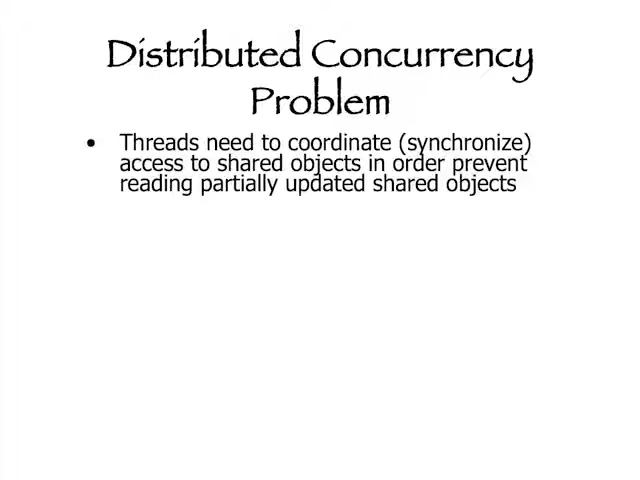 Distributed Concurrency
Problem
• Threads need to coordinate (synchronize)
access to shared objects in order prevent
reading partially updated shared objects